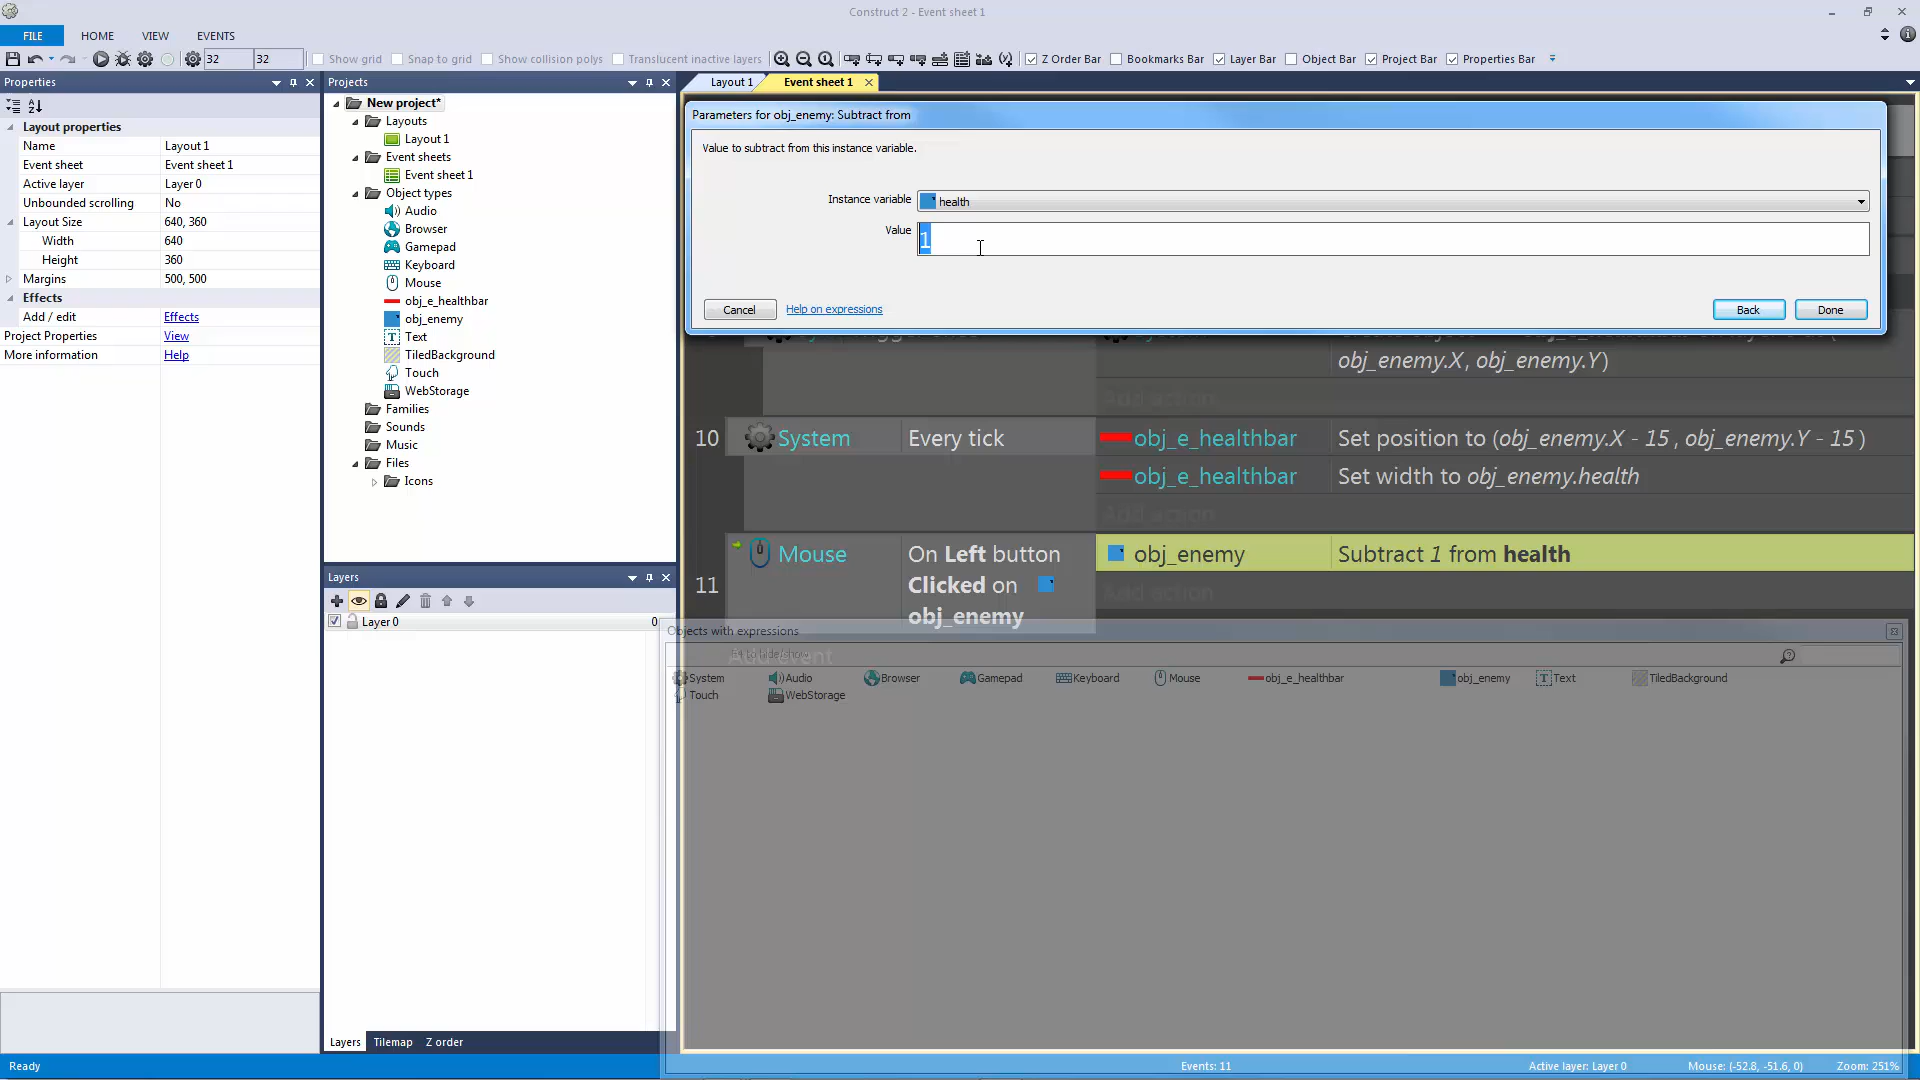 Construct 2 - Event sheet 1
FILE HOME VIEW EVENTS
32 32 Show grid Snap to grid Show collision polys Translucent inactive layers Z Order Bar Bookmarks Bar Layer Bar Object Bar Project Bar Properties Bar
Properties
Layout properties
Name Layout 1
Event sheet Event sheet 1
Active layer Layer 0
Unbounded scrolling No
Layout Size 640, 360
Width 640
Height 360
Margins 500, 500
Effects
Add / edit Effects
Project Properties View
More information Help
Projects
New project*
Layouts
Layout 1
Event sheets
Event sheet 1
Object types
Audio
Browser
Gamepad
Keyboard
Mouse
obj_e_healthbar
obj_enemy
Text
TiledBackground
Touch
WebStorage
Families
Sounds
Music
Files
Icons
Layers
Layer 0 0
Layers Tilemap Z order
Layout 1 Event sheet 1
Parameters for obj_enemy: Subtract from
Value to subtract from this instance variable.
Instance variable health
Value 1
Cancel Help on expressions Back Done
obj_enemy.X, obj_enemy.Y)
Add action
10 System Every tick obj_e_healthbar Set position to (obj_enemy.X - 15, obj_enemy.Y - 15 )
obj_e_healthbar Set width to obj_enemy.health
Add action
Mouse On Left button obj_enemy Subtract 1 from health
11 Clicked on Add action
obj_enemy
Objects with expressions
Add event
System Audio Browser Gamepad Keyboard Mouse obj_e_healthbar obj_enemy Text TiledBackground
Touch WebStorage
Ready Events: 11 Active layer: Layer 0 Mouse: (-52.8, -51.6, 0) Zoom: 251%